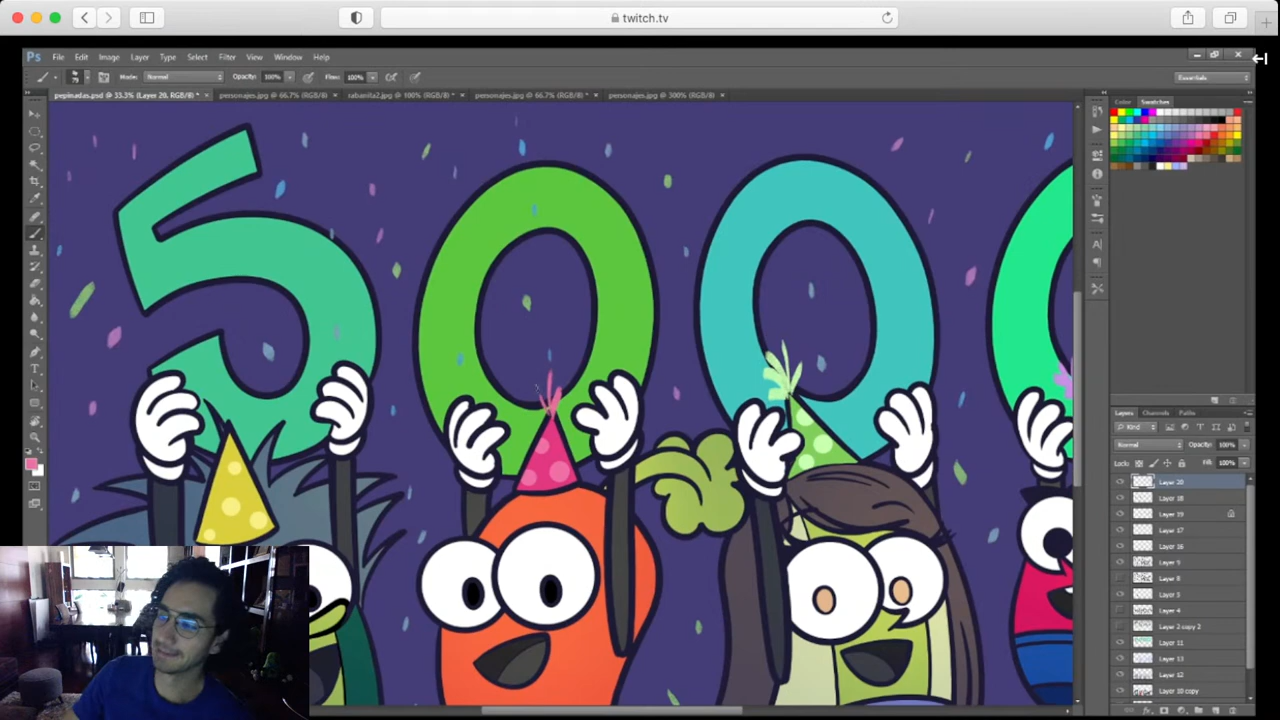 twitch.tv
Ps File Edit Image Layer Type Select Filter View Window Help
79 Mode: Normal Opacity: 100% Flow: 100% Essentials
pepinadas.psd @ 33.3% (Layer 20, RGB/8) * × personajes.jpg @ 66.7% (RGB/8) × rabanita2.jpg @ 100% (RGB/8) * × personajes.jpg @ 66.7% (RGB/8) * × personajes.jpg @ 300% (RGB/8) ×
Color Swatches
500
Layers Channels Paths
Kind
Normal Opacity: 100%
Lock: Fill: 100%
Layer 20
Layer 18
Layer 19
Layer 17
Layer 16
Layer 9
Layer 8
Layer 5
Layer 4
Layer 2 copy 2
Layer 11
Layer 13
Layer 12
Layer 10 copy